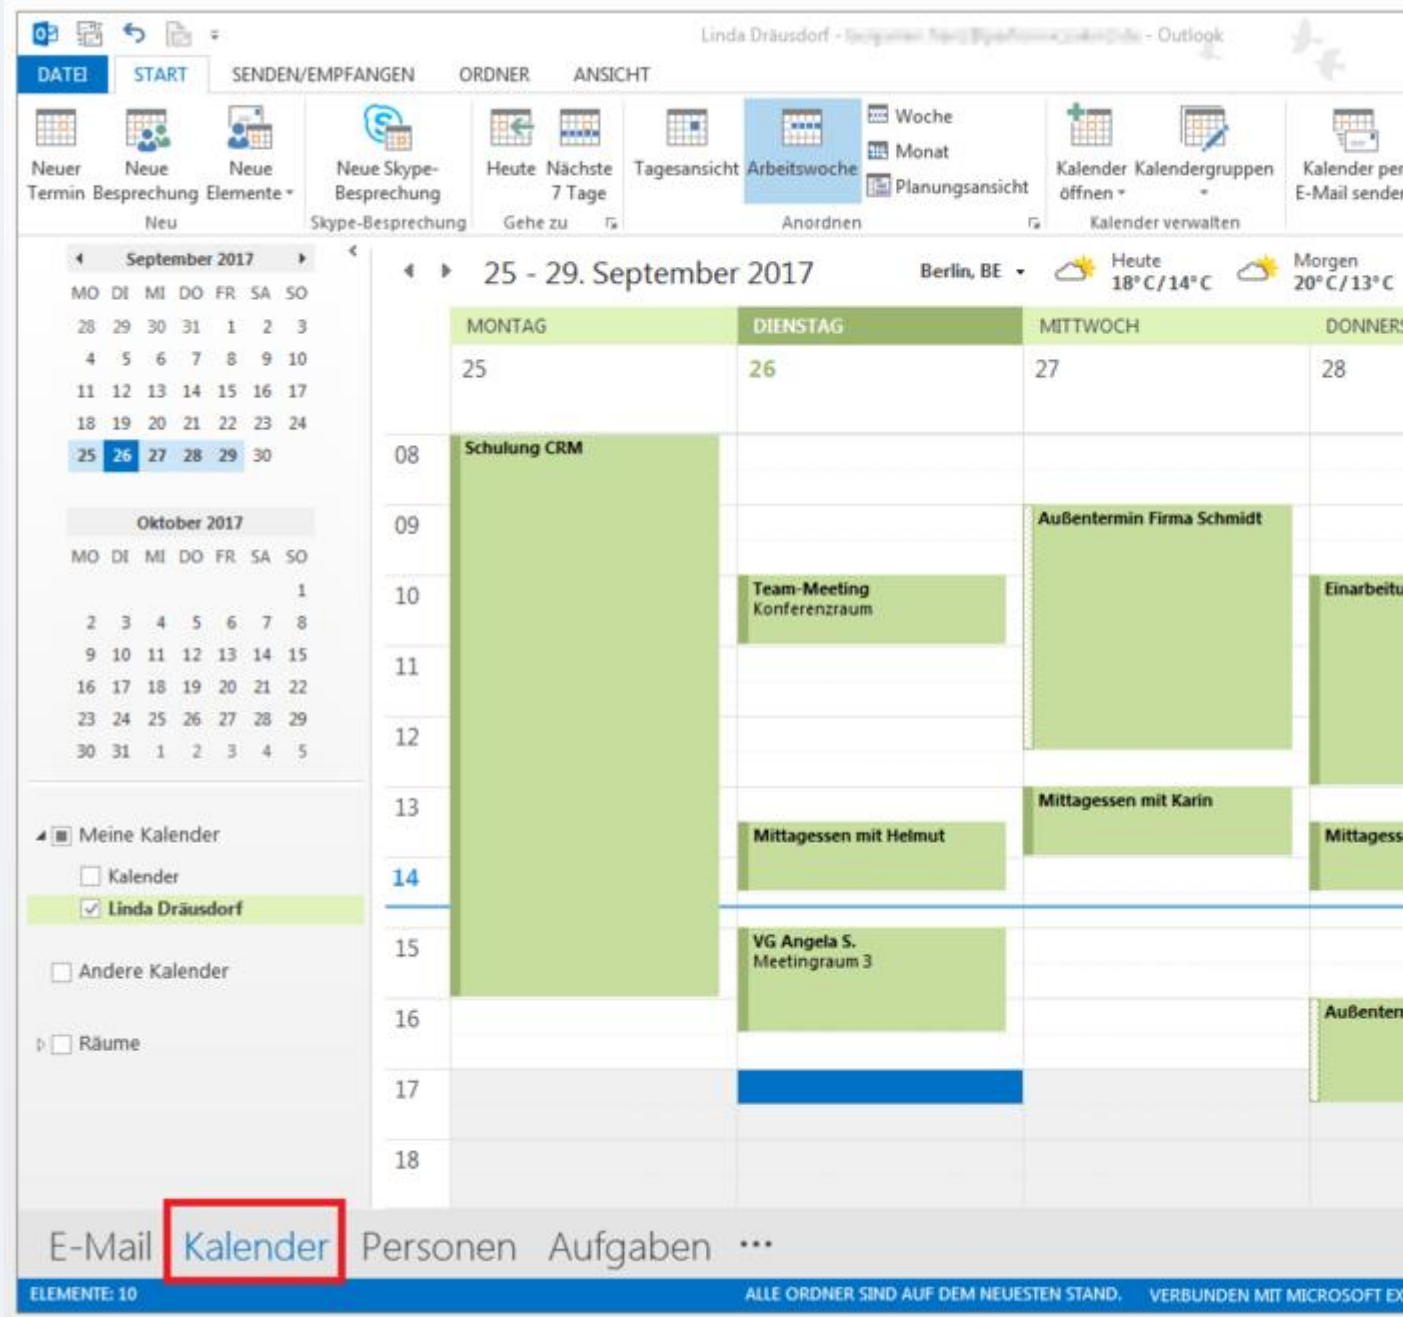 Linda Dräusdorf - - Outlook
DATEI START SENDEN/EMPFANGEN ORDNER ANSICHT
Neuer Termin
Neue Besprechung
Neue Elemente
Neu
Neue Skype-Besprechung
Skype-Besprechung
Heute
Nächste 7 Tage
Gehe zu
Tagesansicht
Arbeitswoche
Woche
Monat
Planungsansicht
Anordnen
Kalender öffnen
Kalendergruppen
Kalender verwalten
Kalender per
E-Mail sender
September 2017
MO DI MI DO FR SA SO
28 29 30 31 1 2 3
4 5 6 7 8 9 10
11 12 13 14 15 16 17
18 19 20 21 22 23 24
25 26 27 28 29 30
Oktober 2017
MO DI MI DO FR SA SO
1
2 3 4 5 6 7 8
9 10 11 12 13 14 15
16 17 18 19 20 21 22
23 24 25 26 27 28 29
30 31 1 2 3 4 5
Meine Kalender
Kalender
Linda Dräusdorf
Andere Kalender
Räume
25 - 29. September 2017
Berlin, BE
Heute
18°C/14°C
Morgen
20°C/13°C
MONTAG DIENSTAG MITTWOCH DONNERS
25 26 27 28
08
09
10
11
12
13
14
15
16
17
18
Schulung CRM
Team-Meeting
Konferenzraum
Mittagessen mit Helmut
VG Angela S.
Meetingraum 3
Außentermin Firma Schmidt
Mittagessen mit Karin
Einarbeitu
Mittagess
Außenterm
E-Mail Kalender Personen Aufgaben ...
ELEMENTE: 10 ALLE ORDNER SIND AUF DEM NEUESTEN STAND. VERBUNDEN MIT MICROSOFT EX